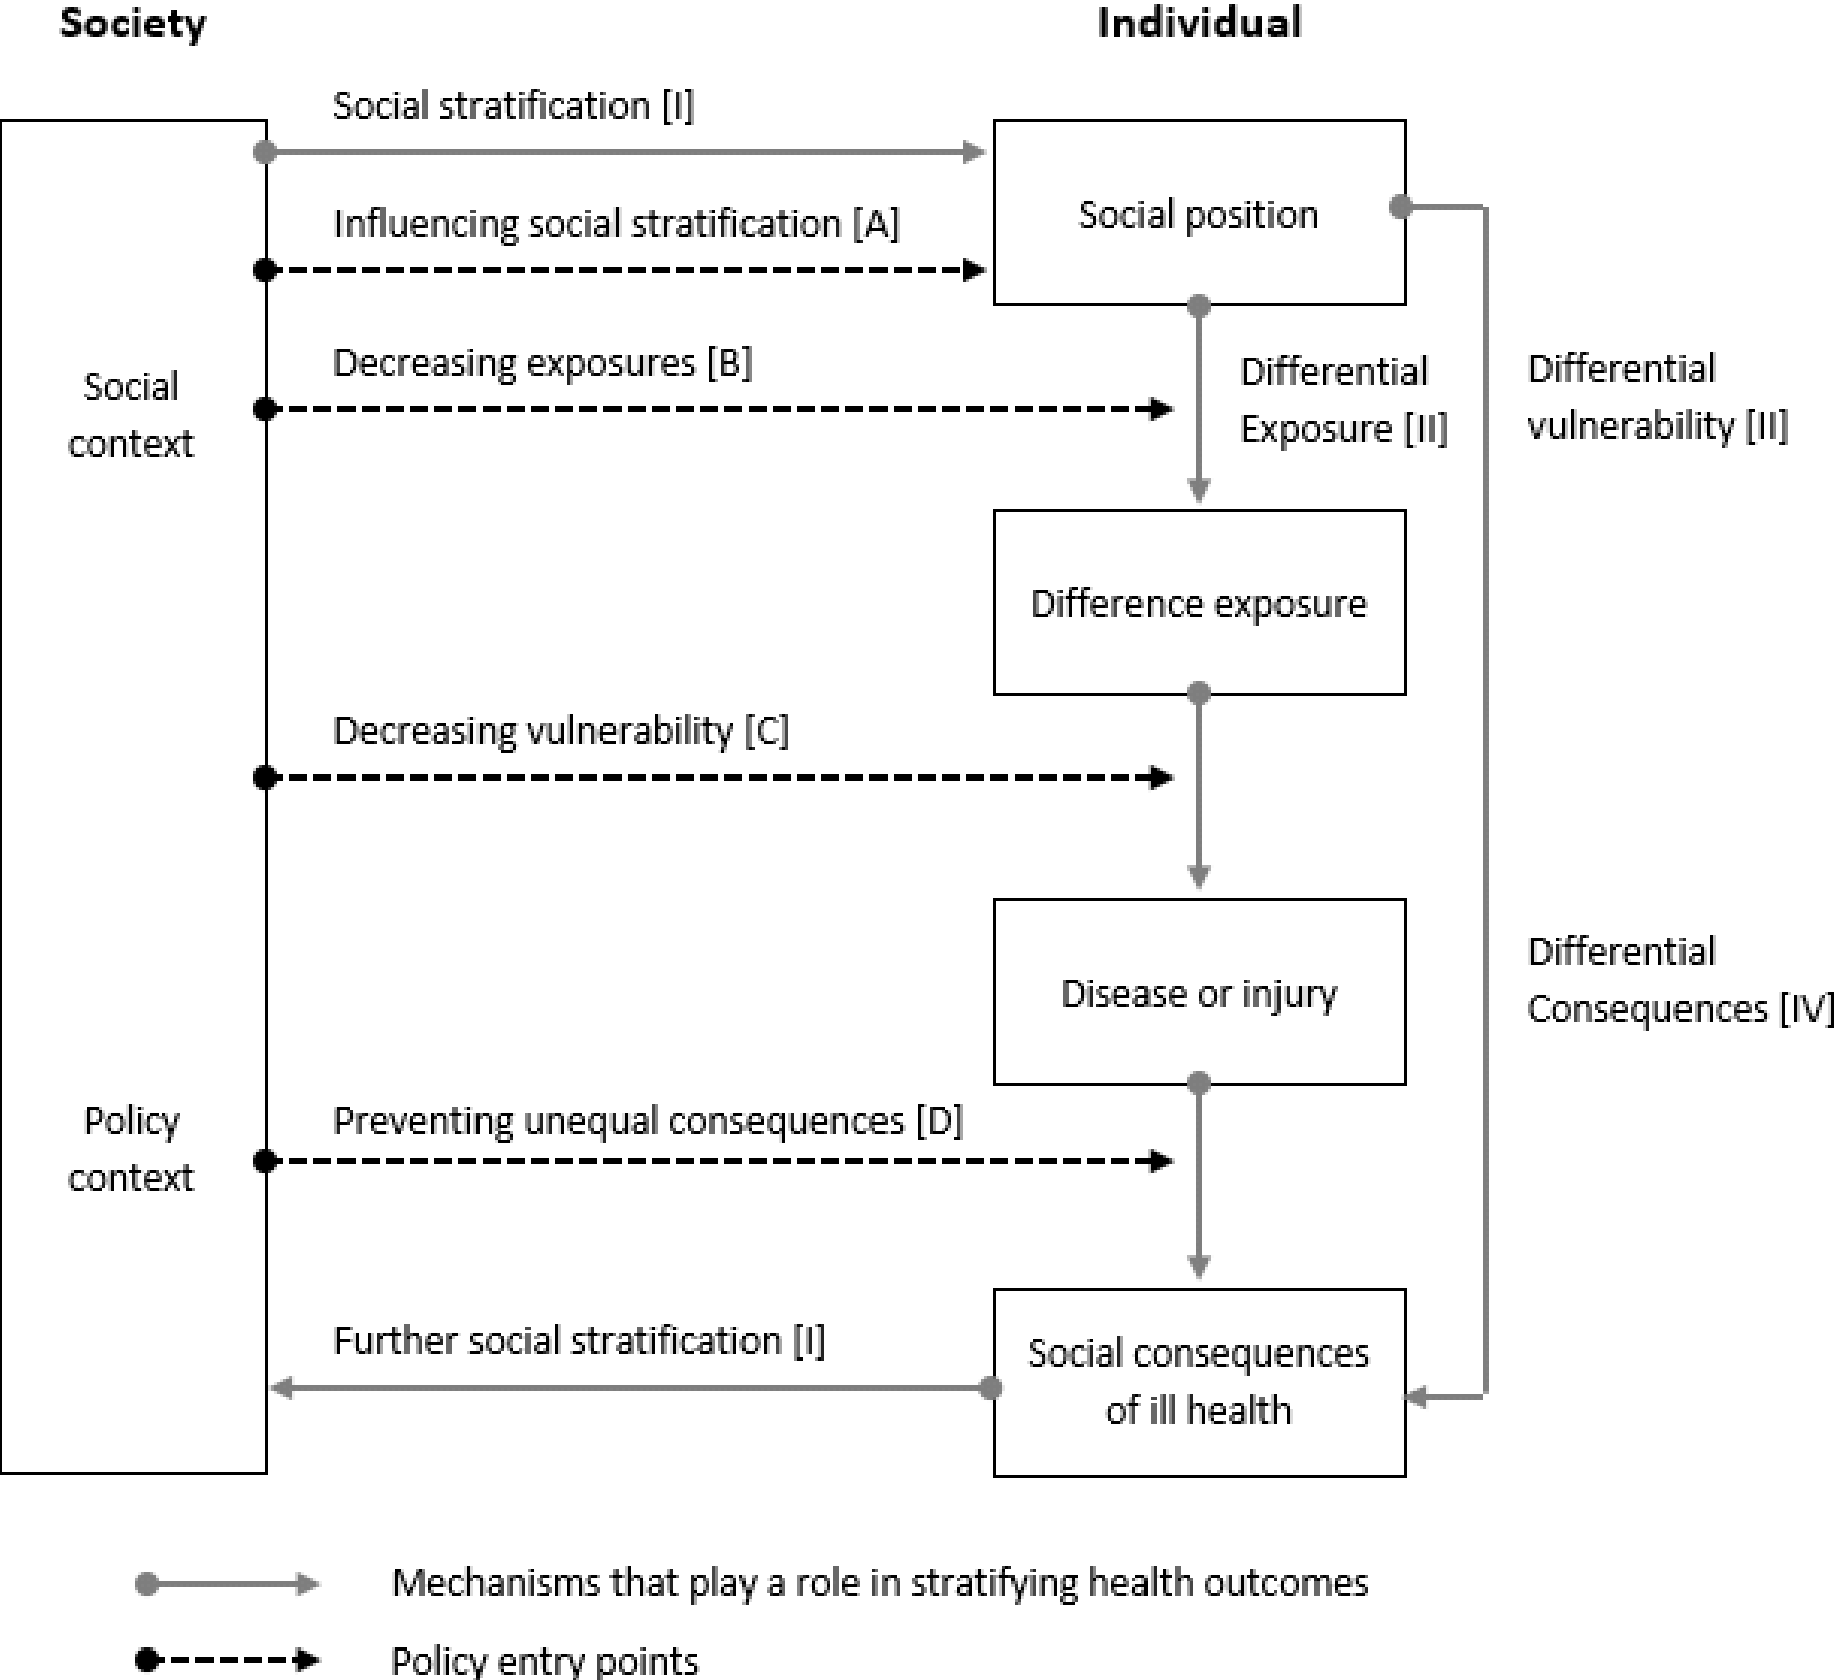 Society
Individual
Social stratification [I]
Influencing social stratification [A]
Social position
Decreasing exposures [B]
Social
context
Differential
Exposure [II]
Differential
vulnerability [II]
Difference exposure
Decreasing vulnerability [C]
Disease or injury
Differential
Consequences [IV]
Policy
context
Preventing unequal consequences [D]
Further social stratification [I]
Social consequences
of ill health
Mechanisms that play a role in stratifying health outcomes
Policy entry points